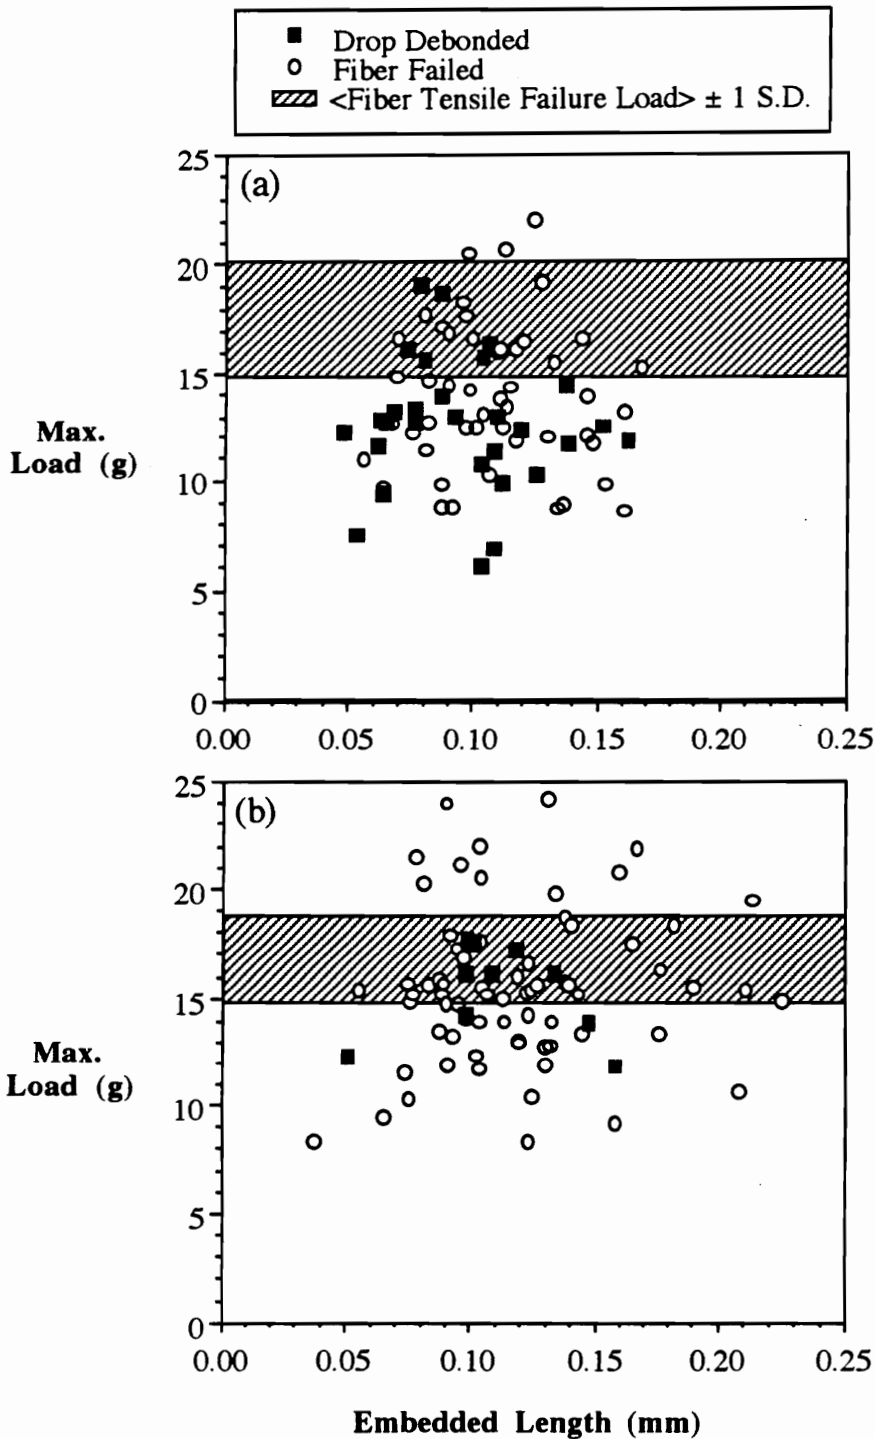 Drop Debonded
Fiber Failed
<Fiber Tensile Failure Load> ± 1 S.D.
(a)
25
20
15
10
5
0
Max.
Load (g)
0.00 0.05 0.10 0.15 0.20 0.25
(b)
25
20
15
10
5
0
Max.
Load (g)
0.00 0.05 0.10 0.15 0.20 0.25
Embedded Length (mm)